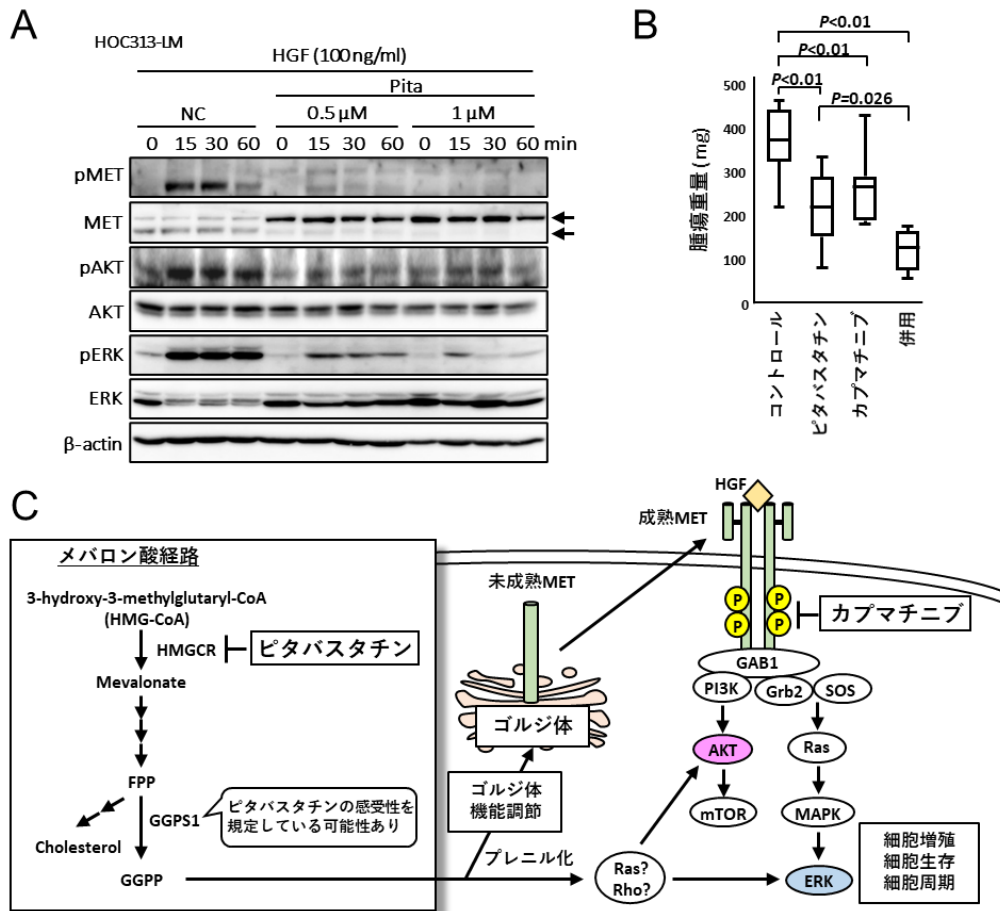 A
HOC313-LM
HGF (100ng/ml)
Pita
NC
0.5 μM
1 μM
0 15 30 60 0 15 30 60 0 15 30 60 min
pMET
MET
pAKT
AKT
pERK
ERK
β-actin
B
P<0.01
P<0.01
P<0.01
P=0.026
腫瘍重量 (mg)
500
400
300
200
100
0
コントロール
ピタバスタチン
カプマチニブ
併用
C
メバロン酸経路
3-hydroxy-3-methylglutaryl-CoA
(HMG-CoA)
HMGCR
ピタバスタチン
Mevalonate
FPP
GGPS1
ピタバスタチンの感受性を
規定している可能性あり
Cholesterol
GGPP
未成熟MET
ゴルジ体
ゴルジ体
機能調節
プレニル化
Ras?
Rho?
HGF
成熟MET
P
P
P
P
カプマチニブ
GAB1
PI3K
Grb2
SOS
AKT
Ras
mTOR
MAPK
ERK
細胞増殖
細胞生存
細胞周期